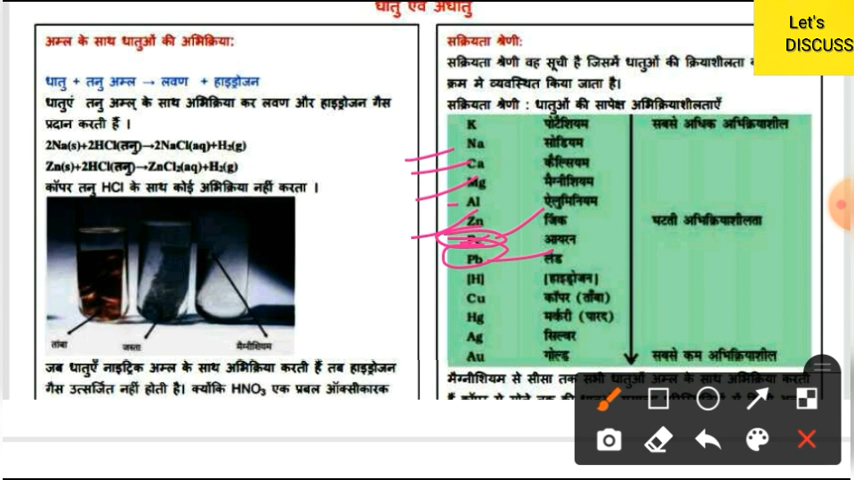 धातु एवं अधातु
Let's
DISCUSS
अम्ल के साथ धातुओं की अभिक्रिया:
धातु + तनु अम्ल → लवण + हाइड्रोजन
धातुएं तनु अम्ल् के साथ अभिक्रिया कर लवण और हाइड्रोजन गैस
प्रदान करती हैं ।
2Na(s)+2HCl(तनु)→2NaCl(aq)+H₂(g)
Zn(s)+2HCl(तनु)→ZnCl₂(aq)+H₂(g)
कॉपर तनु HCl के साथ कोई अभिक्रिया नहीं करता ।
तांबा
जस्ता
मैग्नीशियम
जब धातुएँ नाइट्रिक अम्ल के साथ अभिक्रिया करती हैं तब हाइड्रोजन
गैस उत्सर्जित नहीं होती है। क्योंकि HNO₃ एक प्रबल ऑक्सीकारक
सक्रियता श्रेणी:
सक्रियता श्रेणी वह सूची है जिसमें धातुओं की क्रियाशीलता
क्रम मे व्यवस्थित किया जाता है।
सक्रियता श्रेणी : धातुओं की सापेक्ष अभिक्रियाशीलताएँ
K पोटैशियम सबसे अधिक अभिक्रियाशील
Na सोडियम
Ca कैल्सियम
Mg मैग्नीशियम
Al ऐलुमिनियम
Zn जिंक घटती अभिक्रियाशीलता
आयरन
Pb लेड
[H] [हाइड्रोजन]
Cu कॉपर (ताँबा)
Hg मर्करी (पारद)
Ag सिल्वर
Au गोल्ड सबसे कम अभिक्रियाशील
मैग्नीशियम से सीसा तक सभी धातुओं अम्ल के साथ अभिक्रिया करती